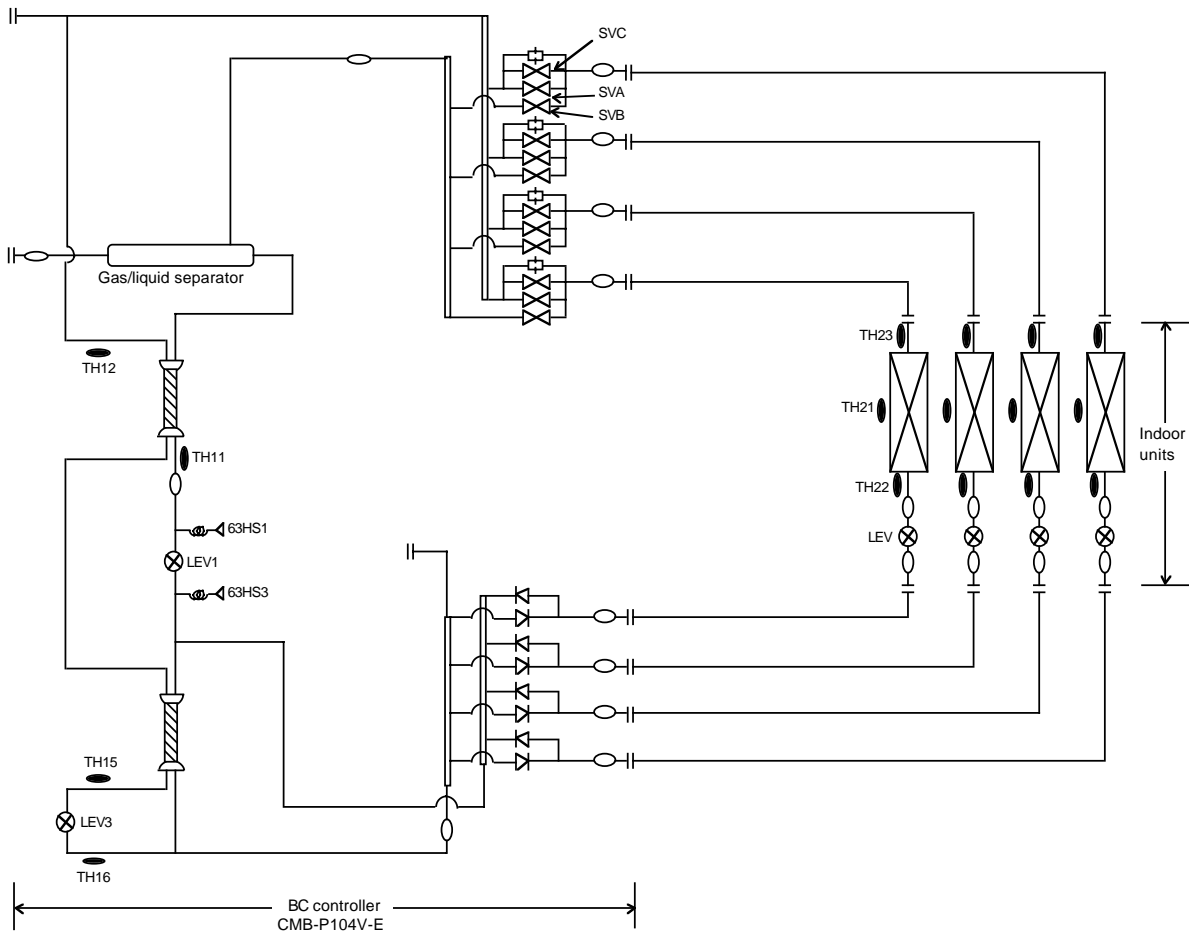 SVC
SVA
SVB
Gas/liquid separator
TH12
TH23
TH21
TH11
Indoor
units
TH22
63HS1
LEV
LEV1
63HS3
TH15
LEV3
TH16
BC controller
CMB-P104V-E